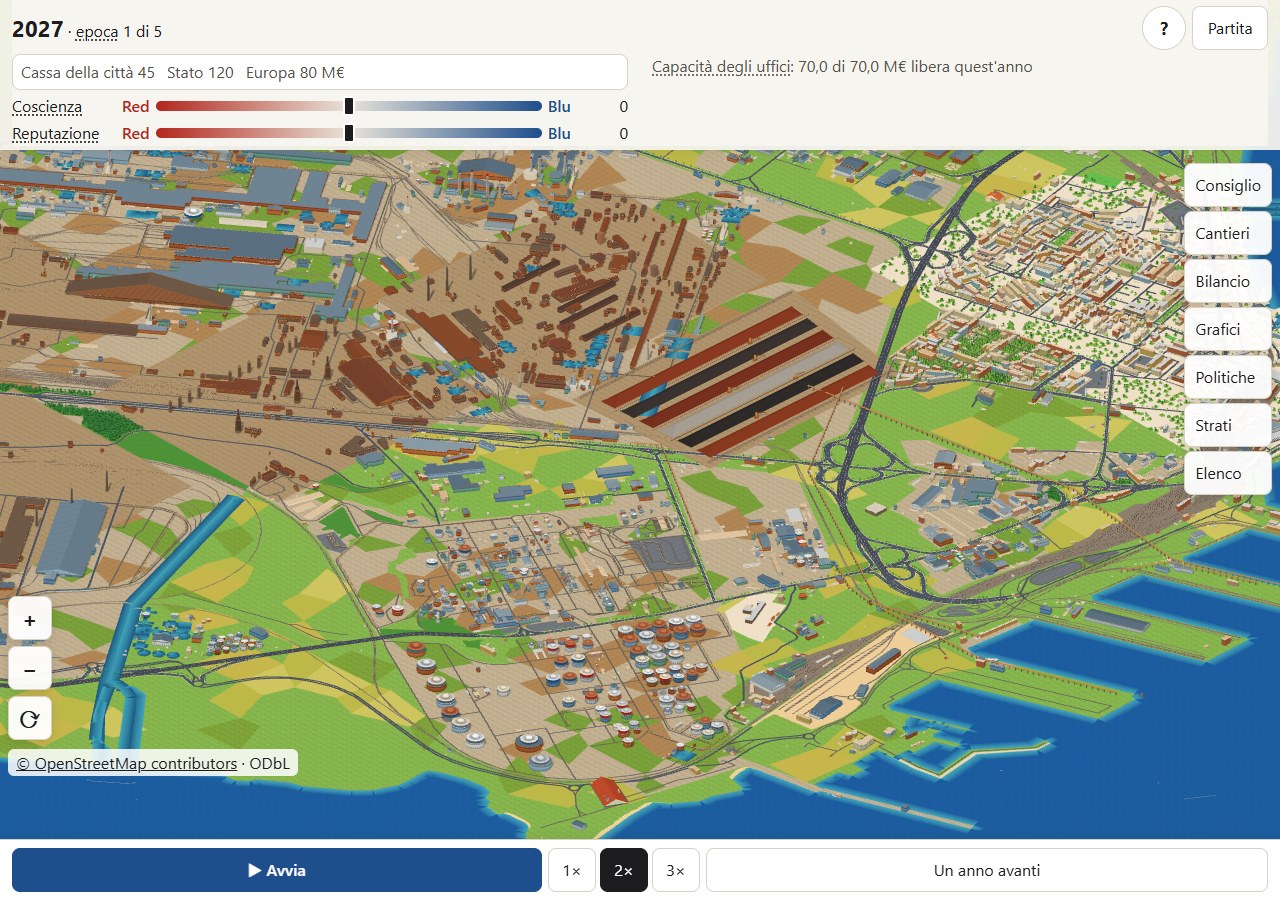 2027 · epoca 1 di 5
? Partita
Cassa della città 45 Stato 120 Europa 80 M€
Capacità degli uffici: 70,0 di 70,0 M€ libera quest'anno
Coscienza Red Blu 0
Reputazione Red Blu 0
Consiglio
Cantieri
Bilancio
Grafici
Politiche
Strati
Elenco
+
−
⟳
© OpenStreetMap contributors · ODbL
▶ Avvia 1× 2× 3× Un anno avanti